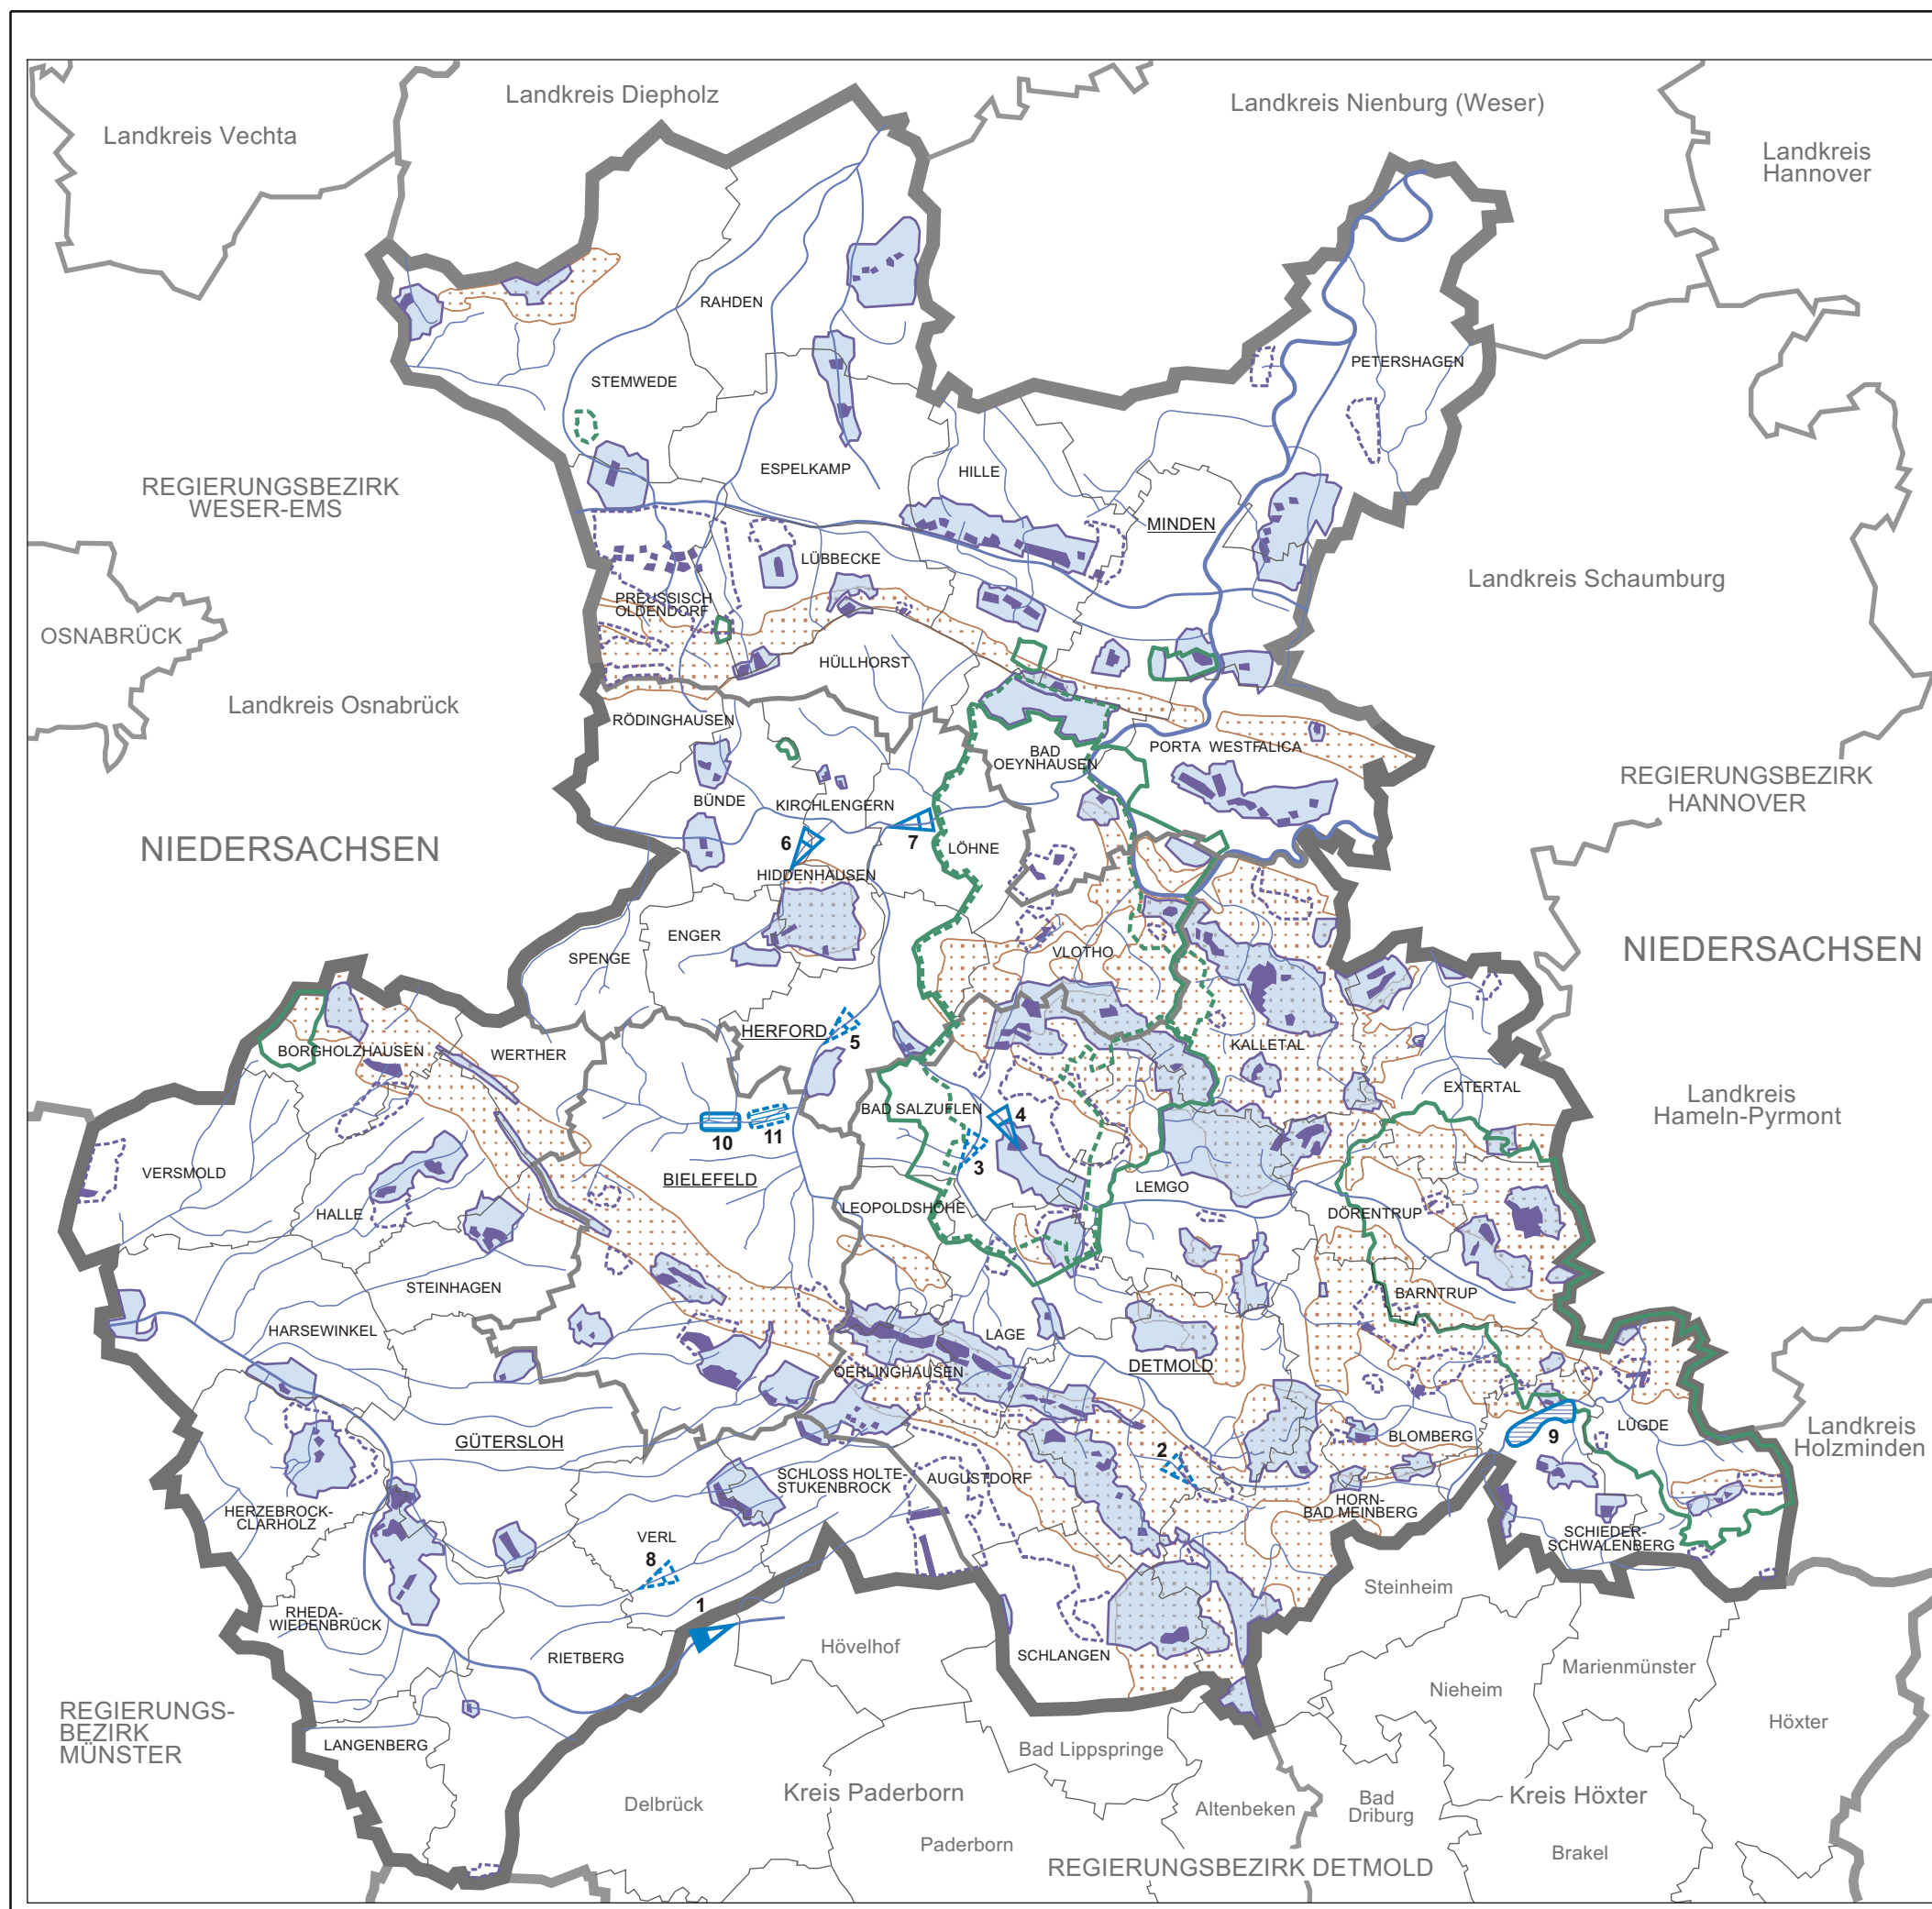 Landkreis Diepholz
Landkreis Nienburg (Weser)
Landkreis Vechta
Landkreis
Hannover
RAHDEN
PETERSHAGEN
STEMWEDE
ESPELKAMP
HILLE
REGIERUNGSBEZIRK
WESER-EMS
MINDEN
LÜBBECKE
Landkreis Schaumburg
PREUSSISCH
OLDENDORF
OSNABRÜCK
HÜLLHORST
Landkreis Osnabrück
RÖDINGHAUSEN
BAD
OEYNHAUSEN
PORTA WESTFALICA
REGIERUNGSBEZIRK
HANNOVER
BÜNDE
KIRCHLENGERN
6
7
NIEDERSACHSEN
LÖHNE
HIDDENHAUSEN
ENGER
SPENGE
VLOTHO
NIEDERSACHSEN
HERFORD
5
BORGHOLZHAUSEN
WERTHER
KALLETAL
EXTERTAL
Landkreis
Hameln-Pyrmont
BAD SALZUFLEN
4
10
11
3
VERSMOLD
BIELEFELD
LEMGO
HALLE
LEOPOLDSHÖHE
DÖRENTRUP
STEINHAGEN
BARNTRUP
HARSEWINKEL
LAGE
DETMOLD
OERLINGHAUSEN
LÜGDE
Landkreis
Holzminden
GÜTERSLOH
BLOMBERG
9
2
SCHLOSS HOLTE-
STUKENBROCK
AUGUSTDORF
HORN-
BAD MEINBERG
HERZEBROCK-
CLARHOLZ
VERL
8
SCHIEDER-
SCHWALENBERG
Steinheim
1
RHEDA-
WIEDENBRÜCK
RIETBERG
Hövelhof
SCHLANGEN
Marienmünster
Nieheim
REGIERUNGS-
BEZIRK
MÜNSTER
Höxter
LANGENBERG
Bad Lippspringe
Kreis Paderborn
Delbrück
Altenbeken
Bad
Driburg
Kreis Höxter
Paderborn
Brakel
REGIERUNGSBEZIRK DETMOLD